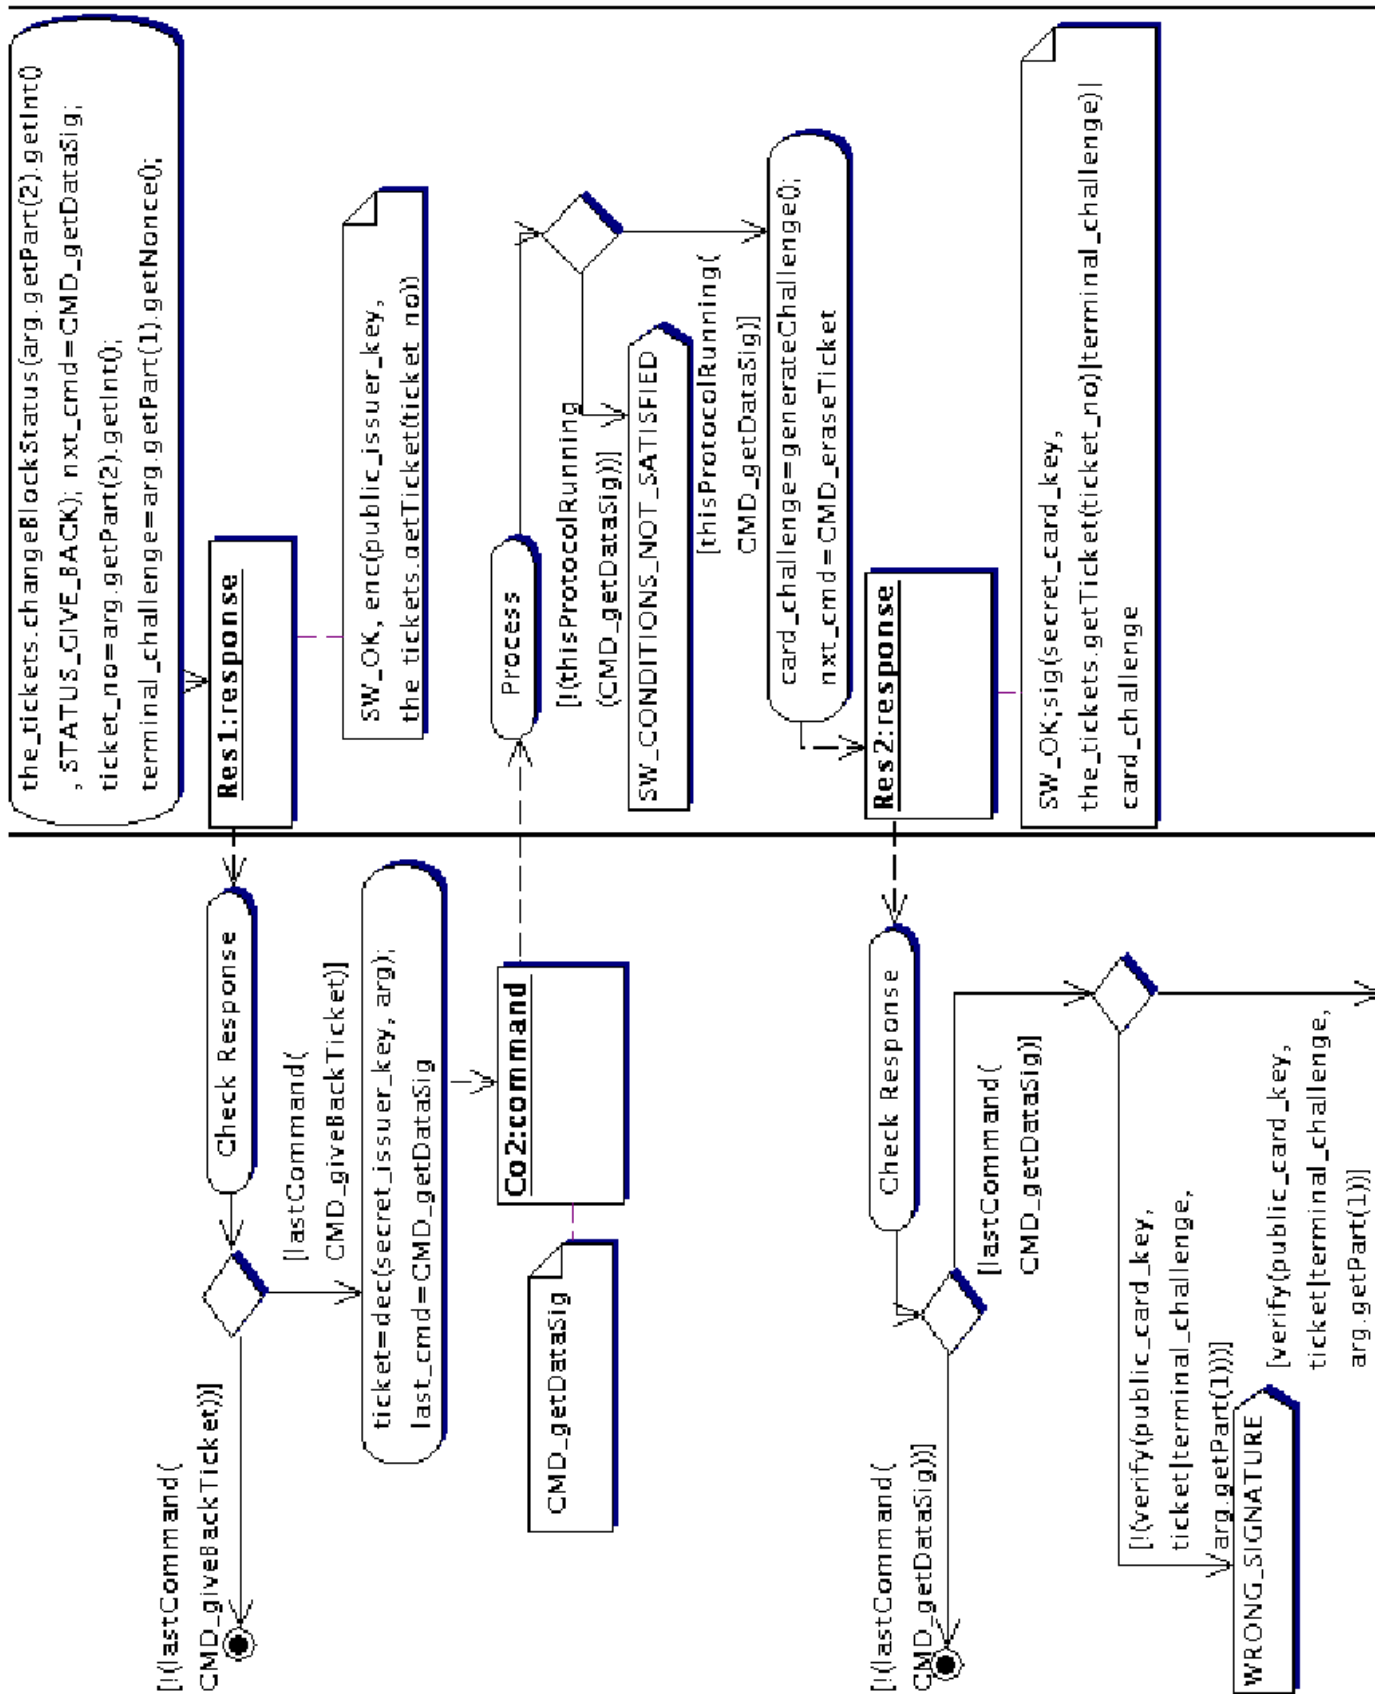 the_tickets.changeBlockStatus(arg.getPart(2).getInt()
, STATUS_GIVE_BACK); nxt_cmd=CMD_getDataSig;
ticket_no=arg.getPart(2).getInt();
terminal_challenge=arg.getPart(1).getNonce();
Res1:response
SW_OK, enc(public_issuer_key,
the_tickets.getTicket(ticket_no))
Check Response
[!(lastCommand(
CMD_giveBackTicket))]
[lastCommand(
CMD_giveBackTicket)]
ticket=dec(secret_issuer_key, arg);
last_cmd=CMD_getDataSig
Co2:command
CMD_getDataSig
Process
[!(thisProtocolRunning
(CMD_getDataSig))]
SW_CONDITIONS_NOT_SATISFIED
[thisProtocolRunning(
CMD_getDataSig)]
card_challenge=generateChallenge();
nxt_cmd=CMD_eraseTicket
Res2:response
SW_OK;sig(secret_card_key,
the_tickets.getTicket(ticket_no)|terminal_challenge)|
card_challenge
Check Response
[!(lastCommand(
CMD_getDataSig))]
[lastCommand(
CMD_getDataSig)]
[!(verify(public_card_key,
ticket|terminal_challenge,
arg.getPart(1)))]
WRONG_SIGNATURE
[verify(public_card_key,
ticket|terminal_challenge,
arg.getPart(1))]